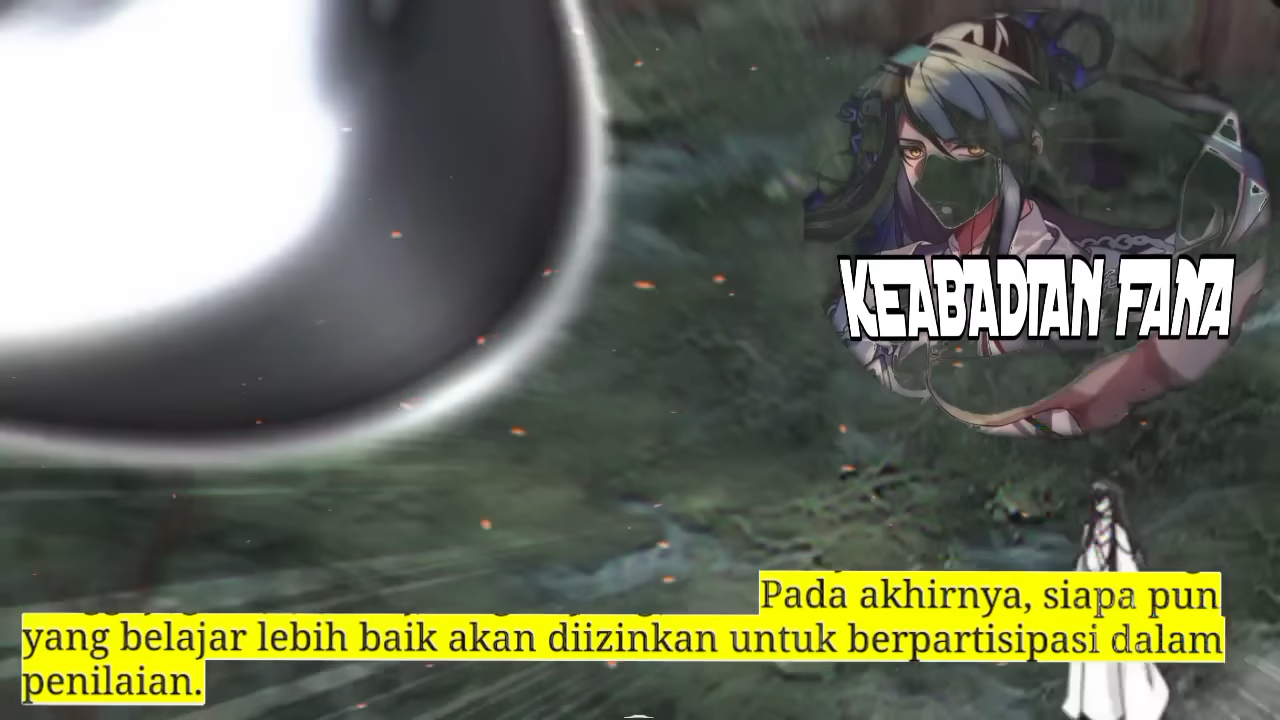 KEABADIAN FANA
Pada akhirnya, siapa pun
yang belajar lebih baik akan diizinkan untuk berpartisipasi dalam
penilaian.